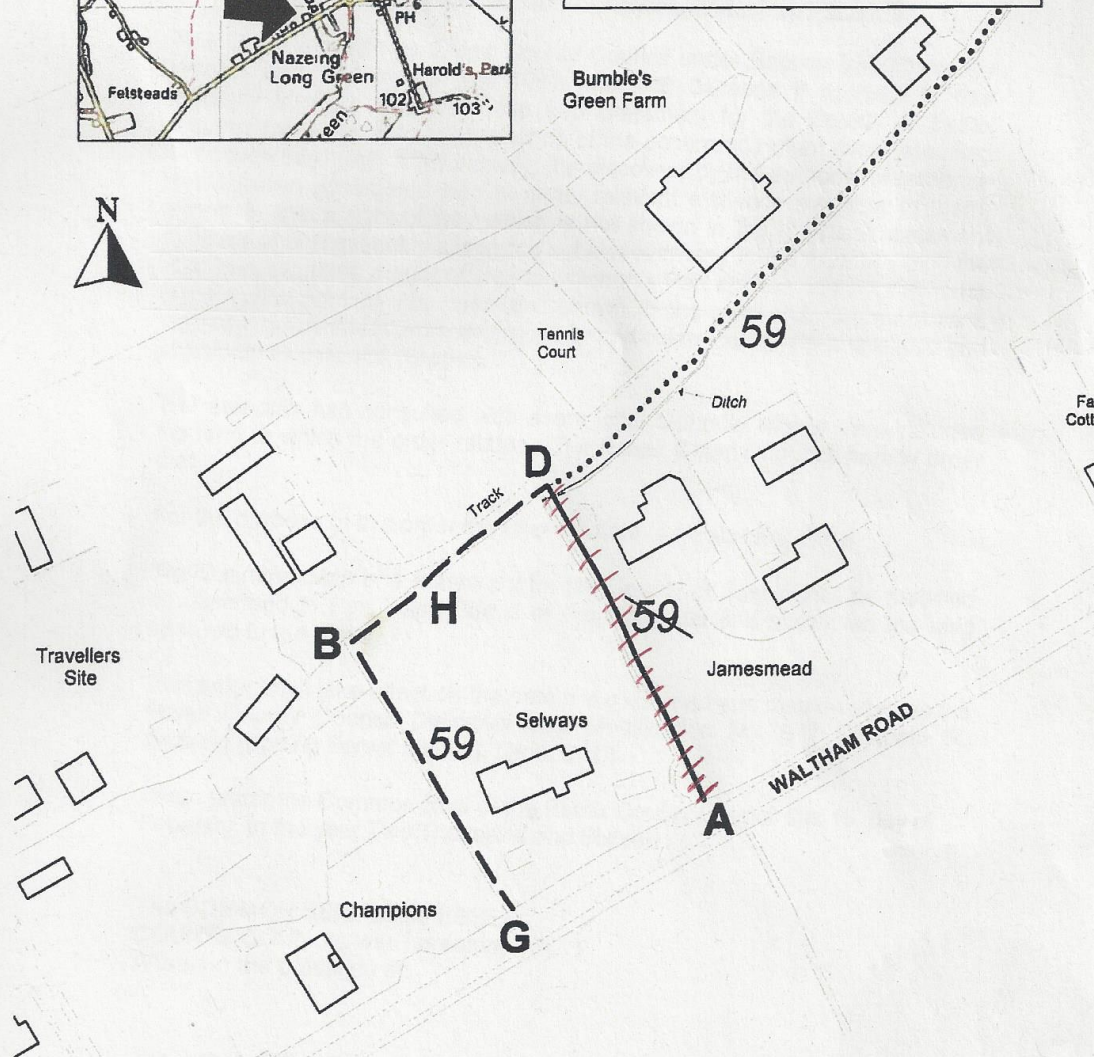 PH
Nazeing
Long Green
Harold's Park
Felsteads
102
103
Bumble's
Green Farm
N
Tennis
Court
59
Ditch
D
Track
H
59
B
Travellers
Site
Jamesmead
Selways
59
WALTHAM ROAD
A
Champions
G